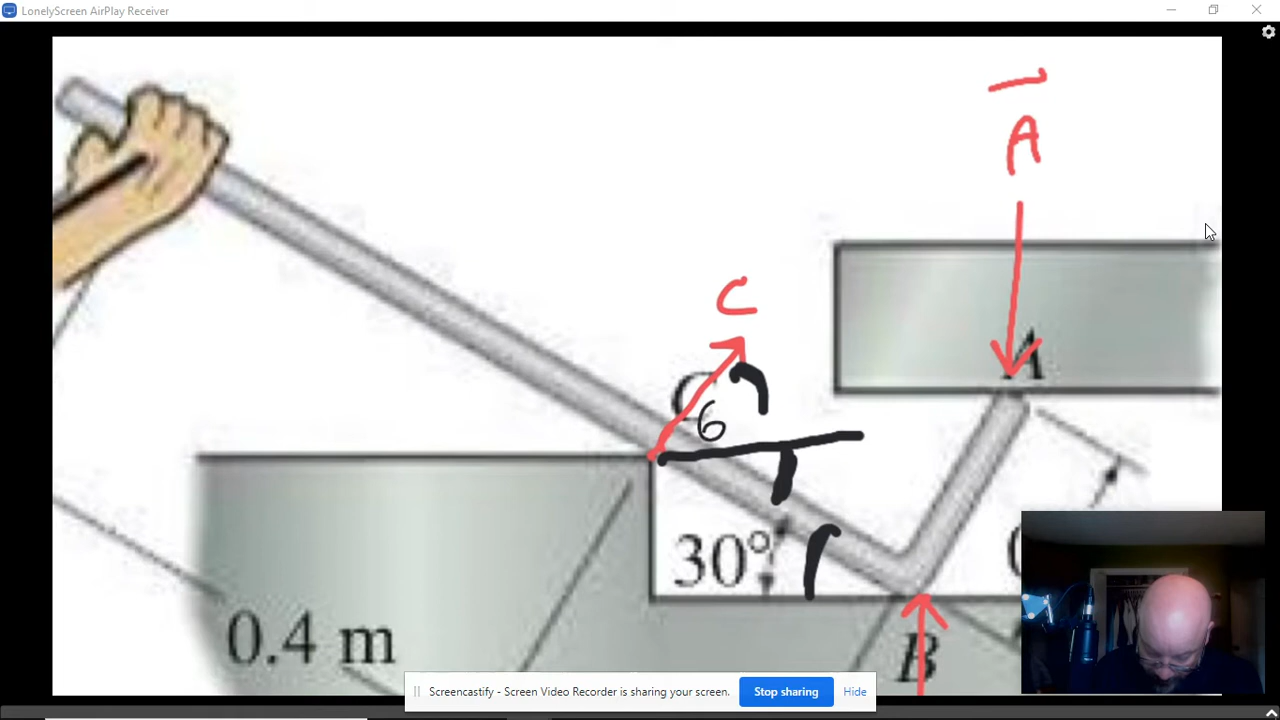 LonelyScreen AirPlay Receiver
A
C
A
C
6
30°
0.4 m
B
Screencastify - Screen Video Recorder is sharing your screen.
Stop sharing
Hide